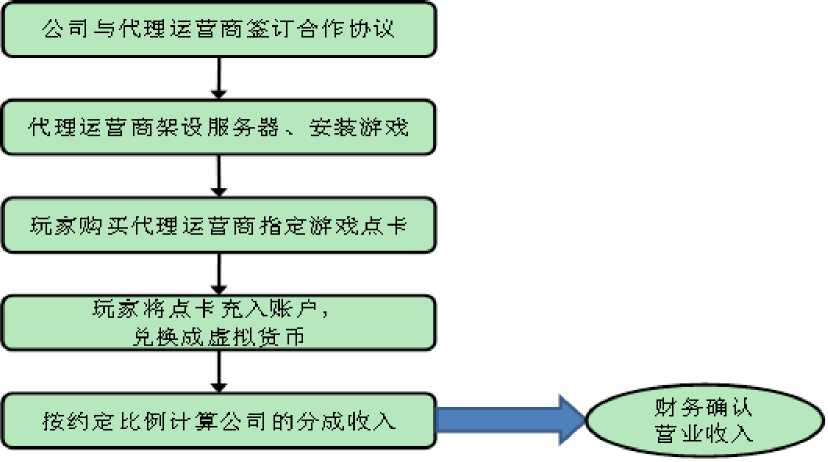 公司与代理运营商签订合作协议
代理运营商架设服务器、安装游戏
玩家购买代理运营商指定游戏点卡
玩家将点卡充入账户，
兑换成虚拟货币
按约定比例计算公司的分成收入
财务确认
营业收入